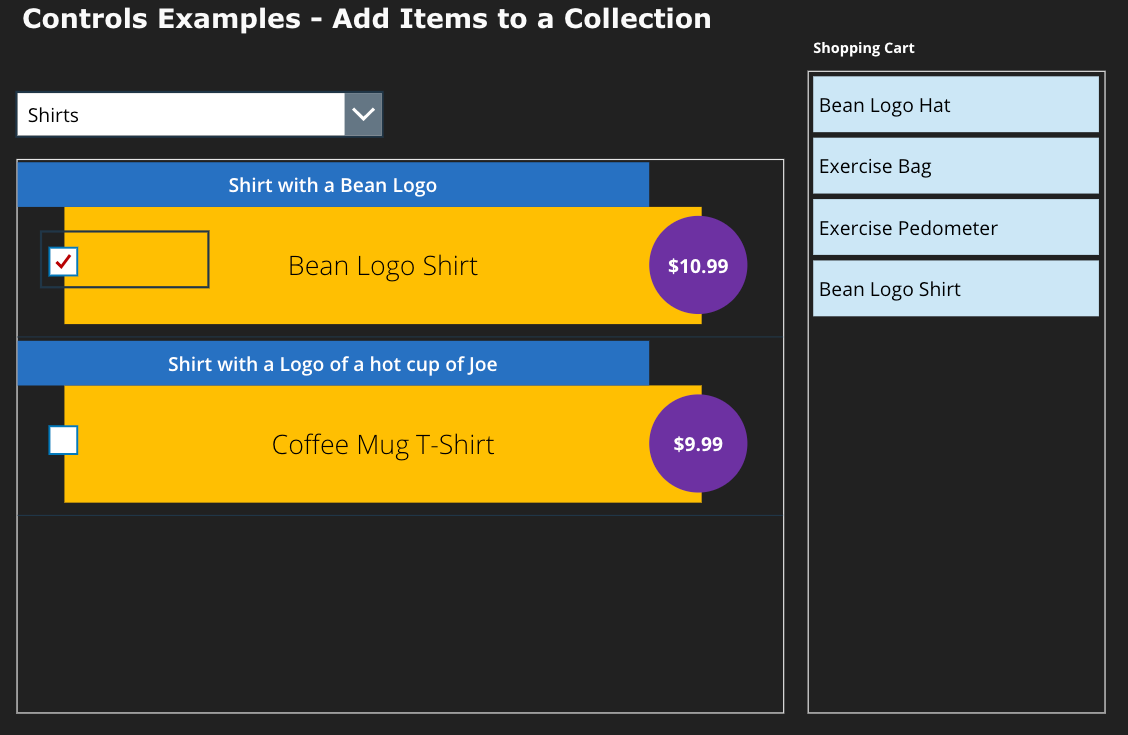 Controls Examples - Add Items to a Collection
Shirts
Shirt with a Bean Logo
Bean Logo Shirt
$10.99
Shirt with a Logo of a hot cup of Joe
Coffee Mug T-Shirt
$9.99
Shopping Cart
Bean Logo Hat
Exercise Bag
Exercise Pedometer
Bean Logo Shirt